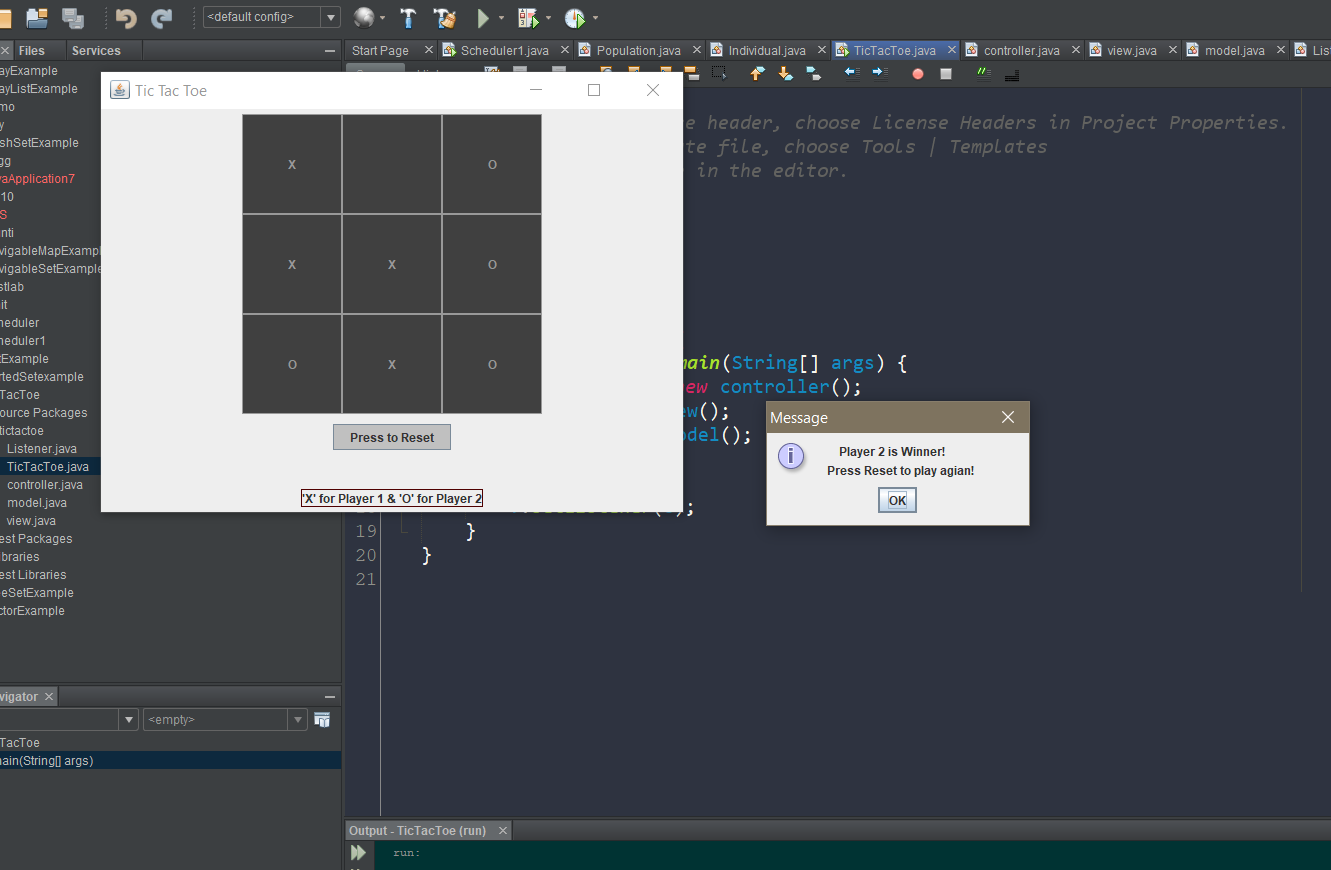 <default config>
Files
Services
Start Page
Scheduler1.java
Population.java
Individual.java
TicTacToe.java
controller.java
view.java
model.java
ayExample
ayListExample
mo
y
shSetExample
gg
vaApplication7
10
S
nti
vigableMapExampl
vigableSetExample
stlab
it
heduler
heduler1
tExample
rtedSetexample
TacToe
ource Packages
tictactoe
Listener.java
TicTacToe.java
controller.java
model.java
view.java
est Packages
braries
est Libraries
eeSetExample
ctorExample
Tic Tac Toe
X O
X X O
O X O
Press to Reset
'X' for Player 1 & 'O' for Player 2
e header, choose License Headers in Project Properties.
te file, choose Tools | Templates
in the editor.
main(String[] args) {
ew controller();
ew();
odel();
);
19 }
20 }
21
Message
Player 2 is Winner!
Press Reset to play agian!
OK
vigator
<empty>
TacToe
nain(String[] args)
Output - TicTacToe (run)
run: